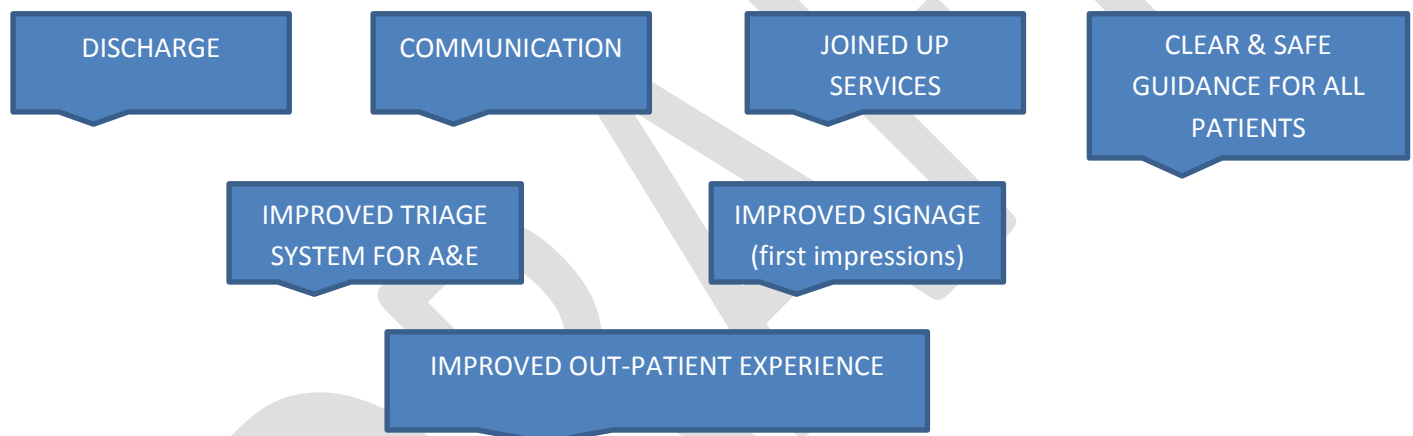 DISCHARGE
COMMUNICATION
JOINED UP
SERVICES
CLEAR & SAFE
GUIDANCE FOR ALL
PATIENTS
IMPROVED TRIAGE
SYSTEM FOR A&E
IMPROVED SIGNAGE
(first impressions)
IMPROVED OUT-PATIENT EXPERIENCE